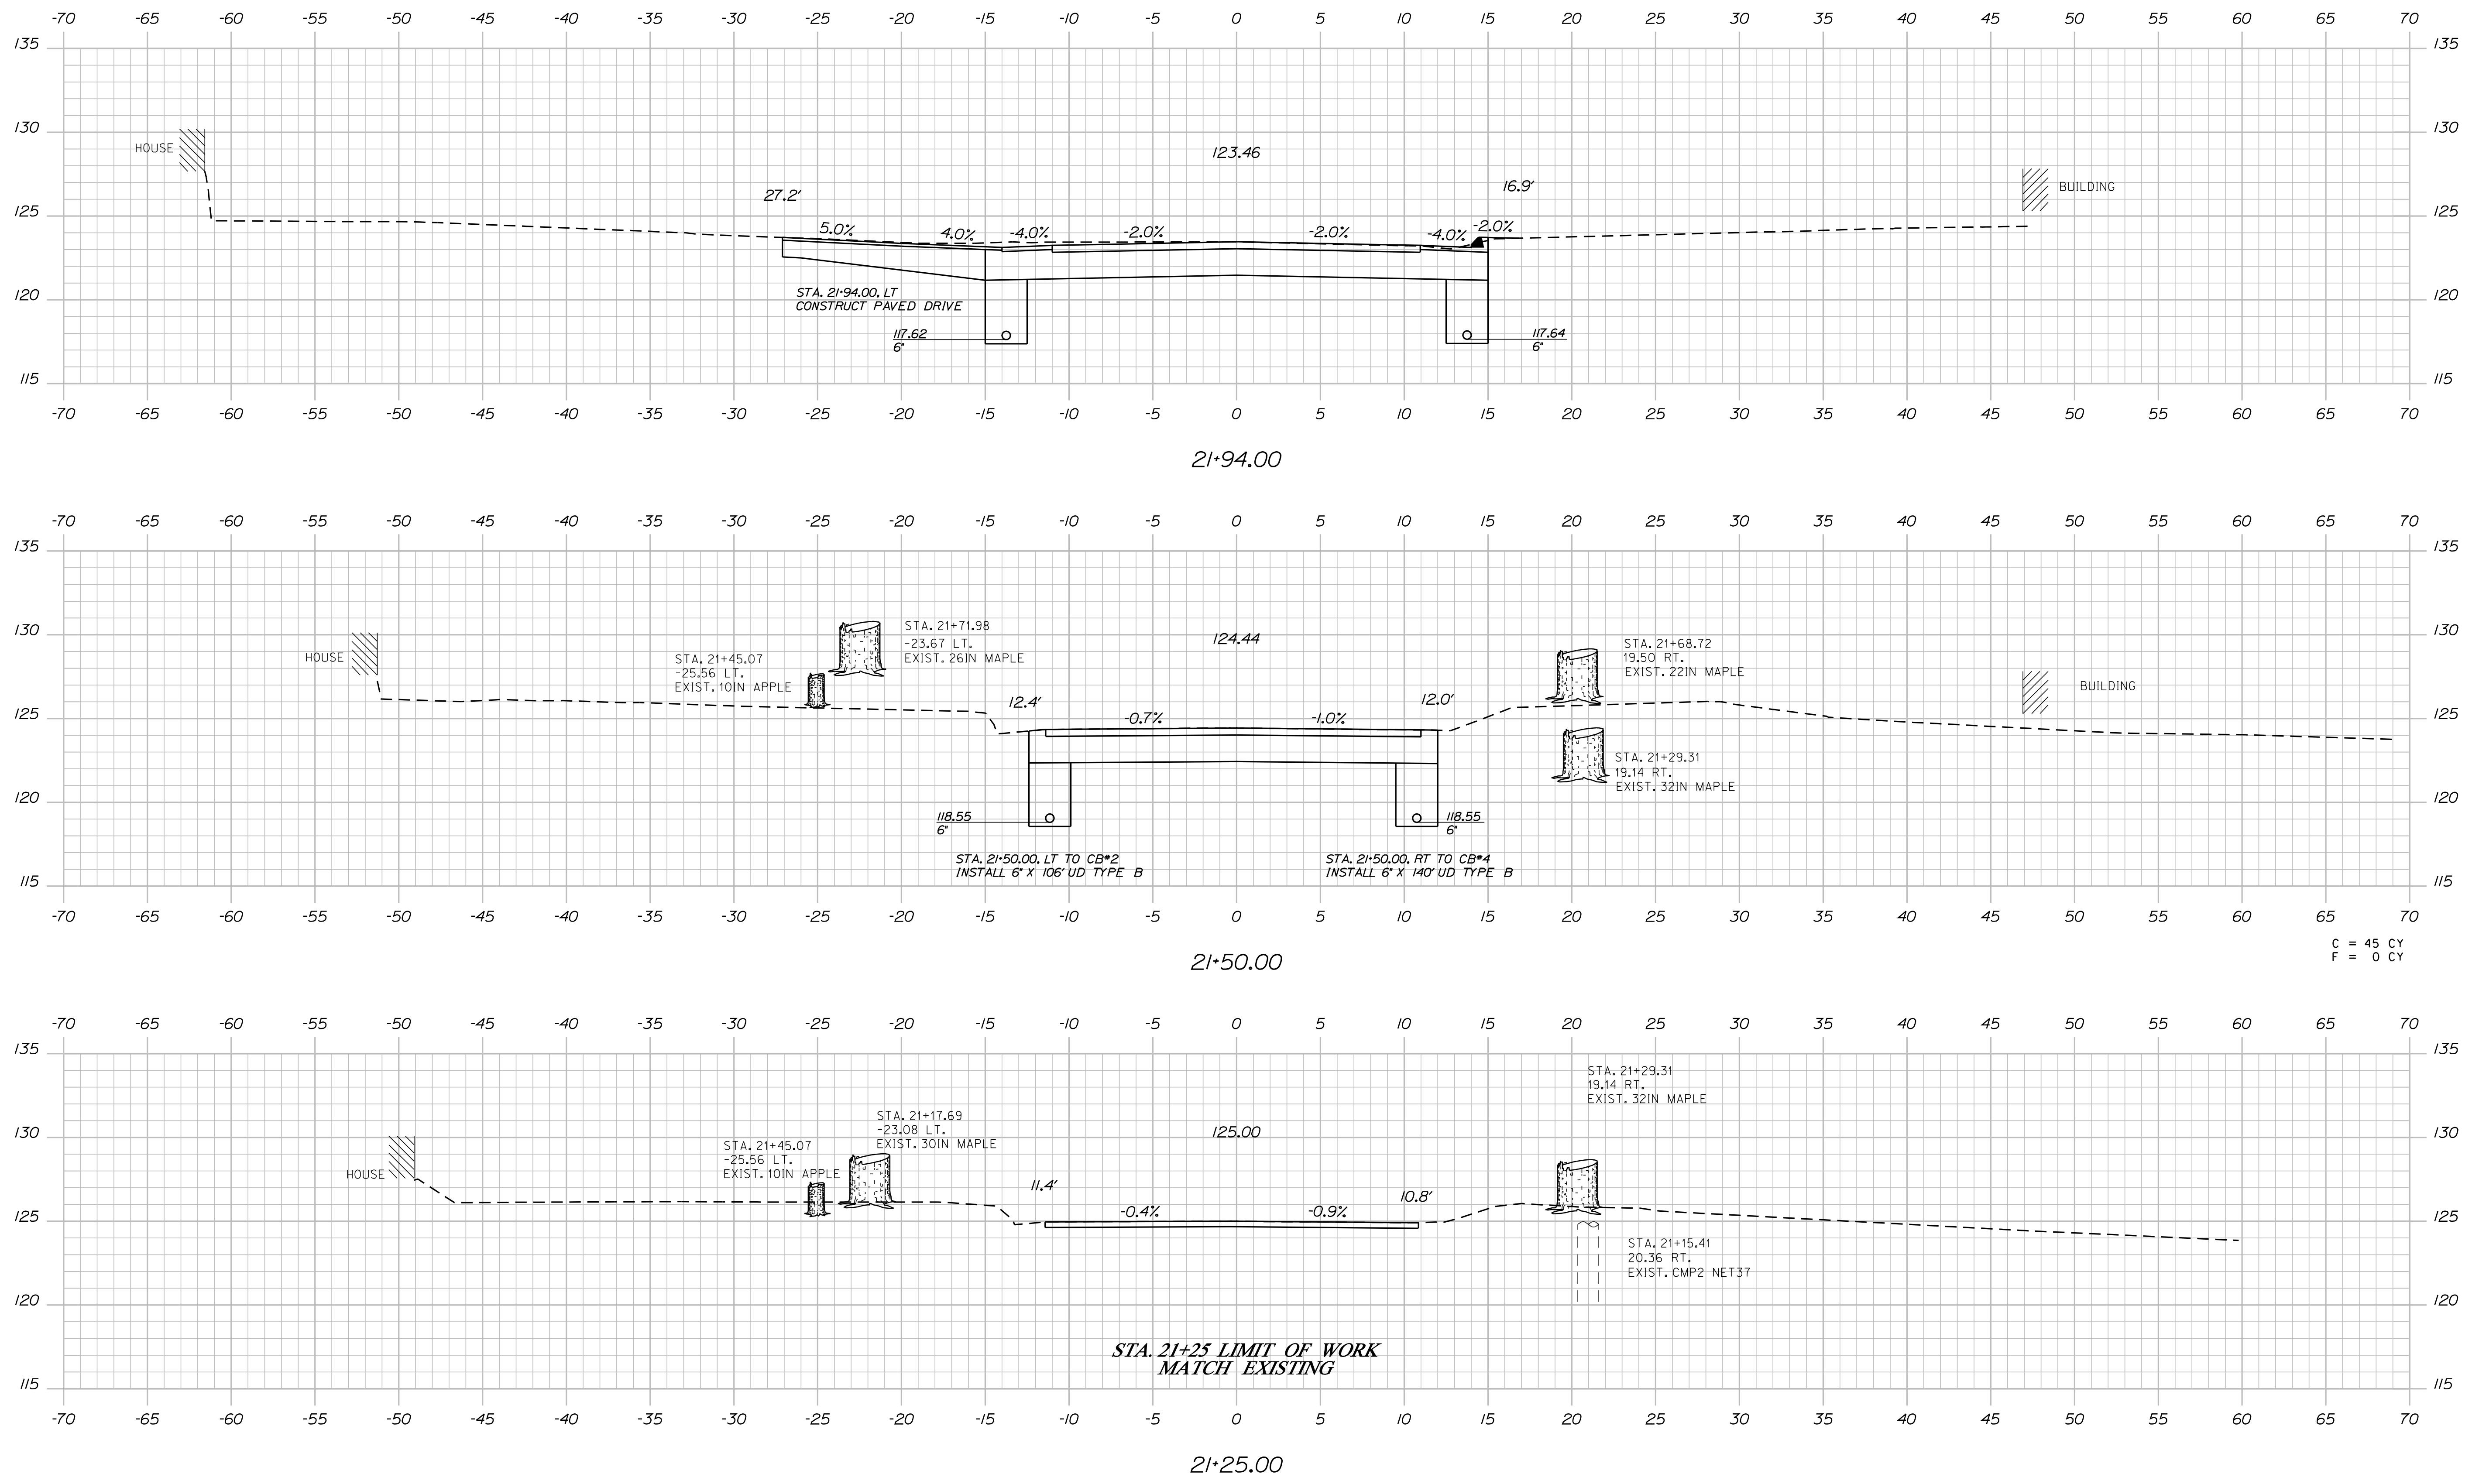 -70 -65 -60 -55 -50 -45 -40 -35 -30 -25 -20 -15 -10 -5 0 5 10 15 20 25 30 35 40 45 50 55 60 65 70
135 135
130 130
HOUSE
123.46
27.2'
16.9'
BUILDING
125 125
5.0% 4.0% -4.0% -2.0% -2.0% -4.0% -2.0%
120 120
STA. 21+94.00, LT
CONSTRUCT PAVED DRIVE
117.62
6"
117.64
6"
115 115
-70 -65 -60 -55 -50 -45 -40 -35 -30 -25 -20 -15 -10 -5 0 5 10 15 20 25 30 35 40 45 50 55 60 65 70
21+94.00
-70 -65 -60 -55 -50 -45 -40 -35 -30 -25 -20 -15 -10 -5 0 5 10 15 20 25 30 35 40 45 50 55 60 65 70
135 135
130 130
HOUSE
STA. 21+45.07
-25.56 LT.
EXIST. 10IN APPLE
STA. 21+71.98
-23.67 LT.
EXIST. 26IN MAPLE
124.44
STA. 21+68.72
19.50 RT.
EXIST. 22IN MAPLE
BUILDING
12.4'
12.0'
125 125
-0.7% -1.0%
STA. 21+29.31
19.14 RT.
EXIST. 32IN MAPLE
120 120
118.55
6"
118.55
6"
STA. 21+50.00, LT TO CB#2
INSTALL 6" X 106' UD TYPE B
STA. 21+50.00, RT TO CB#4
INSTALL 6" X 140' UD TYPE B
115 115
-70 -65 -60 -55 -50 -45 -40 -35 -30 -25 -20 -15 -10 -5 0 5 10 15 20 25 30 35 40 45 50 55 60 65 70
C = 45 CY
F = 0 CY
21+50.00
-70 -65 -60 -55 -50 -45 -40 -35 -30 -25 -20 -15 -10 -5 0 5 10 15 20 25 30 35 40 45 50 55 60 65 70
135 135
STA. 21+29.31
19.14 RT.
EXIST. 32IN MAPLE
130 130
HOUSE
STA. 21+45.07
-25.56 LT.
EXIST. 10IN APPLE
STA. 21+17.69
-23.08 LT.
EXIST. 30IN MAPLE
125.00
11.4'
10.8'
-0.4% -0.9%
125 125
STA. 21+15.41
20.36 RT.
EXIST. CMP2 NET37
120 120
STA. 21+25 LIMIT OF WORK
MATCH EXISTING
115 115
-70 -65 -60 -55 -50 -45 -40 -35 -30 -25 -20 -15 -10 -5 0 5 10 15 20 25 30 35 40 45 50 55 60 65 70
21+25.00